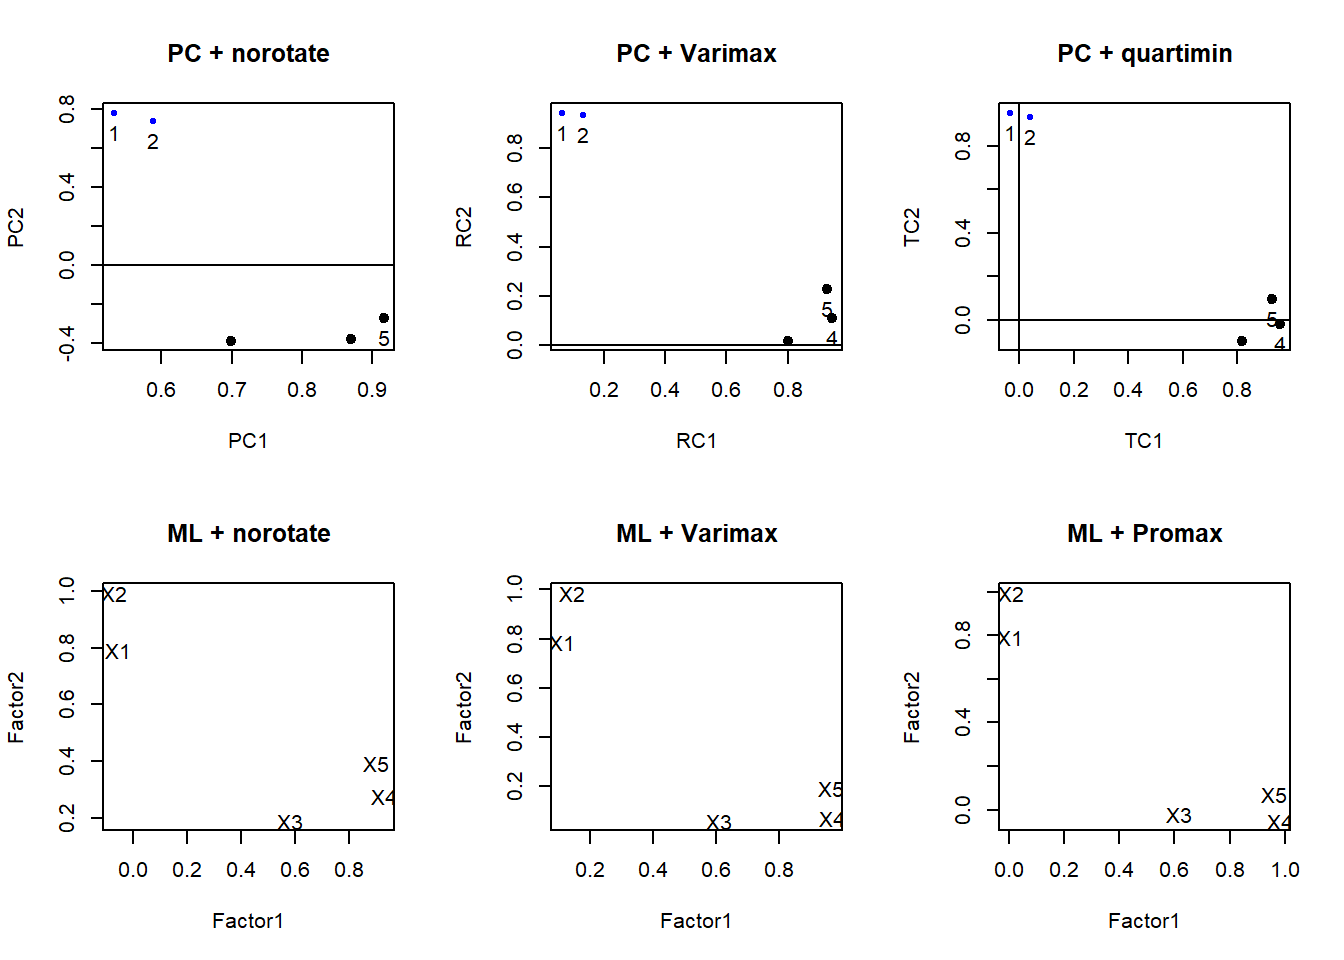 PC + norotate
PC2
0.8
0.4
0.0
-0.4
1
2
5
0.6
0.7
0.8
0.9
PC1
PC + Varimax
RC2
0.8
0.6
0.4
0.2
0.0
1
2
5
4
0.2
0.4
0.6
0.8
RC1
PC + quartimin
TC2
0.8
0.4
0.0
1
2
5
4
0.0
0.2
0.4
0.6
0.8
TC1
ML + norotate
Factor2
1.0
0.8
0.6
0.4
0.2
X2
X1
X5
X4
X3
0.0
0.2
0.4
0.6
0.8
Factor1
ML + Varimax
Factor2
1.0
0.8
0.6
0.4
0.2
X2
X1
X5
X4
X3
0.2
0.4
0.6
0.8
Factor1
ML + Promax
Factor2
0.8
0.4
0.0
X2
X1
X5
X3
X4
0.0
0.2
0.4
0.6
0.8
1.0
Factor1